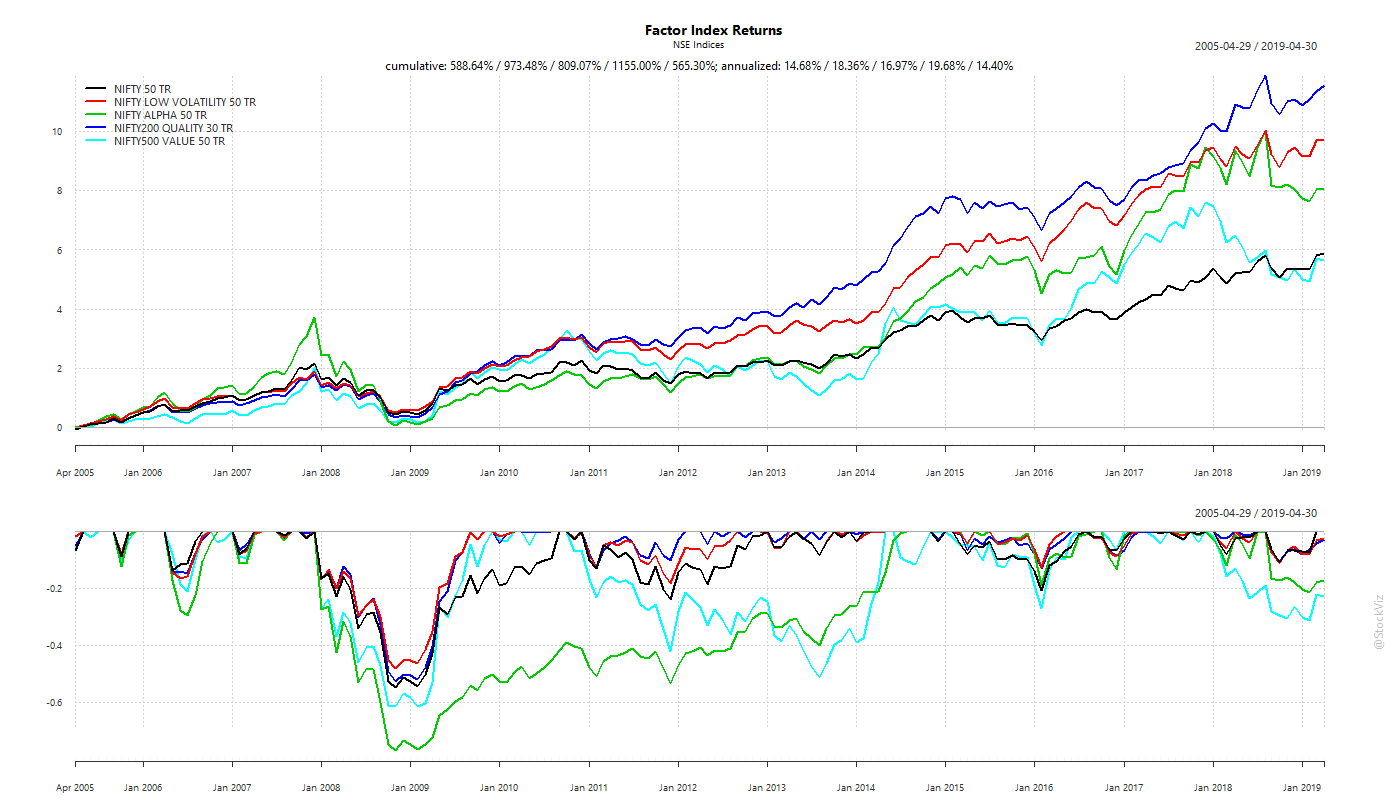 Factor Index Returns
NSE Indices
2005-04-29 / 2019-04-30
cumulative: 588.64% / 973.48% / 809.07% / 1155.00% / 565.30%; annualized: 14.68% / 18.36% / 16.97% / 19.68% / 14.40%
NIFTY 50 TR
NIFTY LOW VOLATILITY 50 TR
NIFTY ALPHA 50 TR
NIFTY200 QUALITY 30 TR
NIFTY500 VALUE 50 TR
10
8
6
4
2
0
Apr 2005 Jan 2006 Jan 2007 Jan 2008 Jan 2009 Jan 2010 Jan 2011 Jan 2012 Jan 2013 Jan 2014 Jan 2015 Jan 2016 Jan 2017 Jan 2018 Jan 2019
2005-04-29 / 2019-04-30
-0.2
-0.4
-0.6
Apr 2005 Jan 2006 Jan 2007 Jan 2008 Jan 2009 Jan 2010 Jan 2011 Jan 2012 Jan 2013 Jan 2014 Jan 2015 Jan 2016 Jan 2017 Jan 2018 Jan 2019
@StockViz